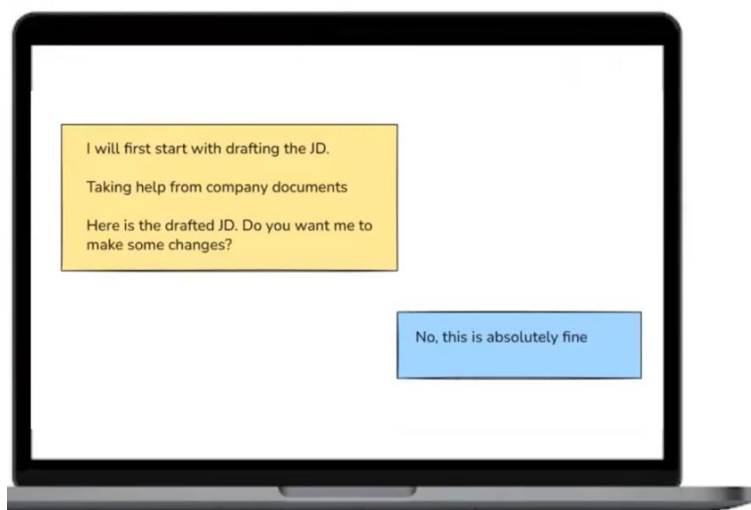 I will first start with drafting the JD.
Taking help from company documents
Here is the drafted JD. Do you want me to
make some changes?
No, this is absolutely fine